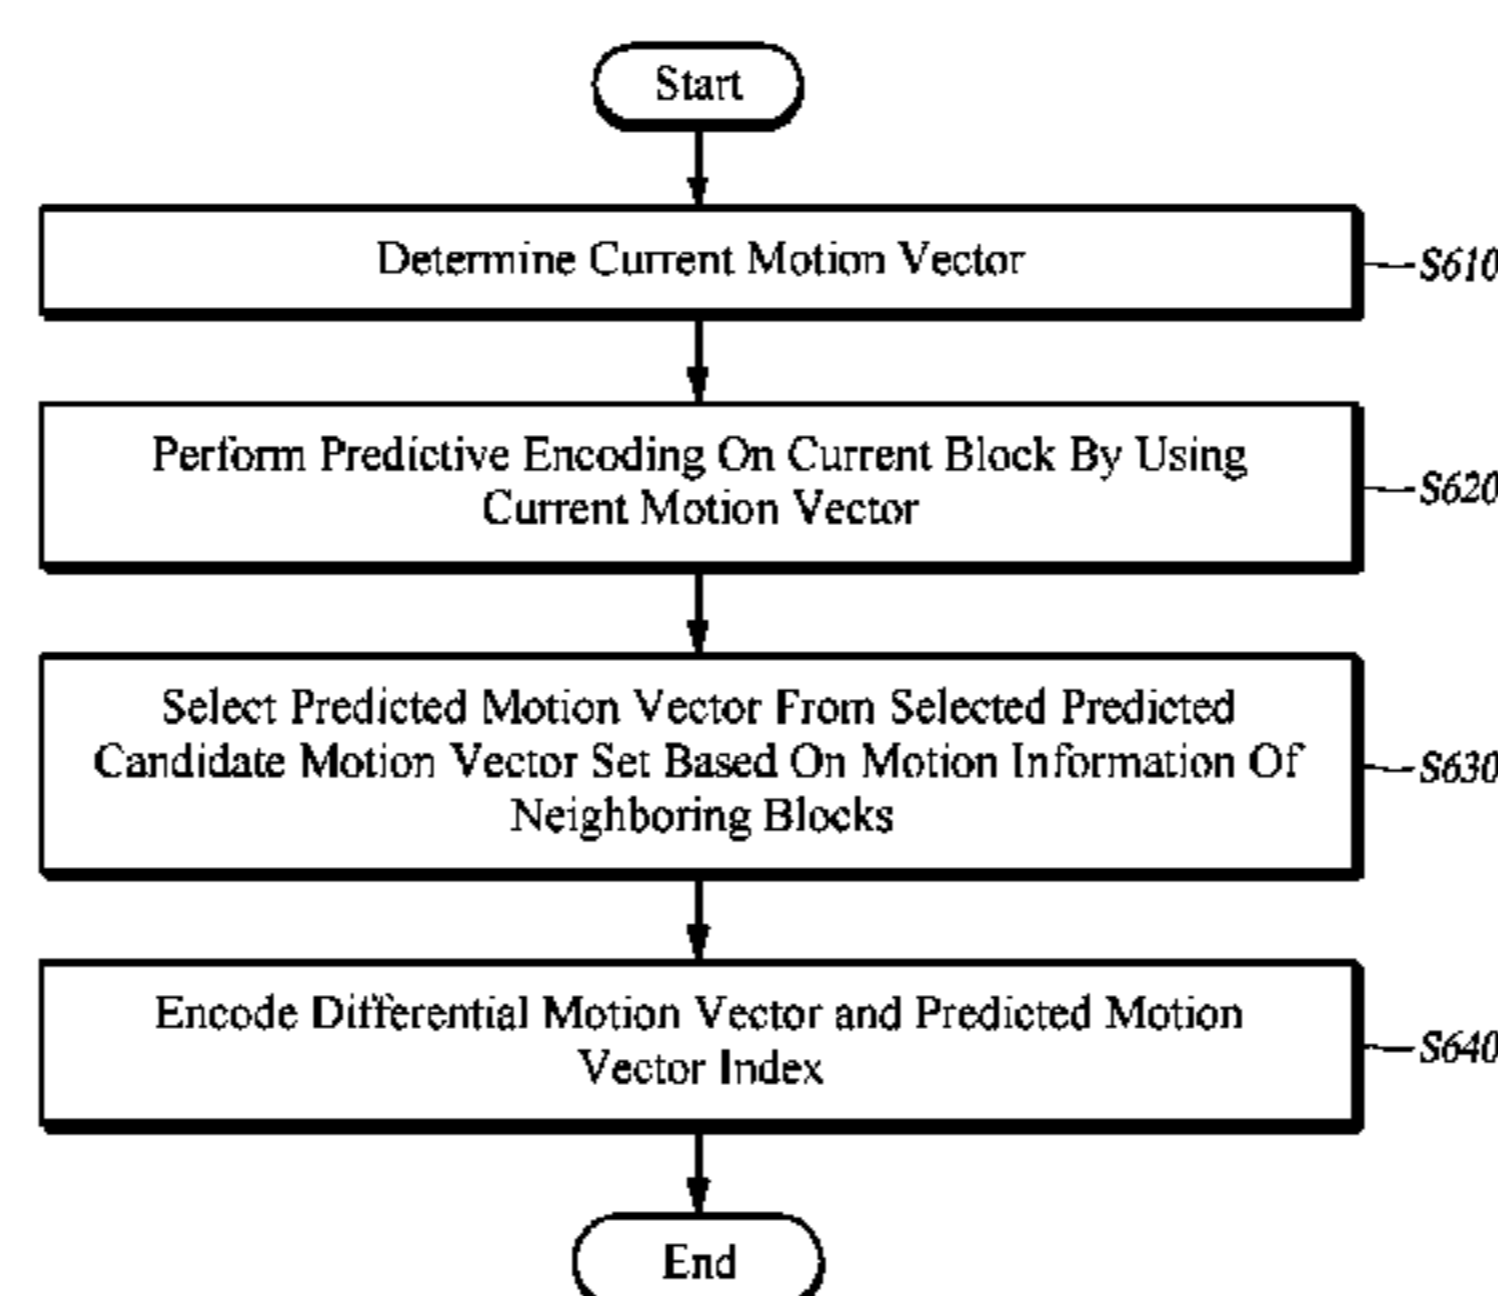 Start
Determine Current Motion Vector
S610
Perform Predictive Encoding On Current Block By Using
Current Motion Vector
S620
Select Predicted Motion Vector From Selected Predicted
Candidate Motion Vector Set Based On Motion Information Of
Neighboring Blocks
S630
Encode Differential Motion Vector and Predicted Motion
Vector Index
S640
End